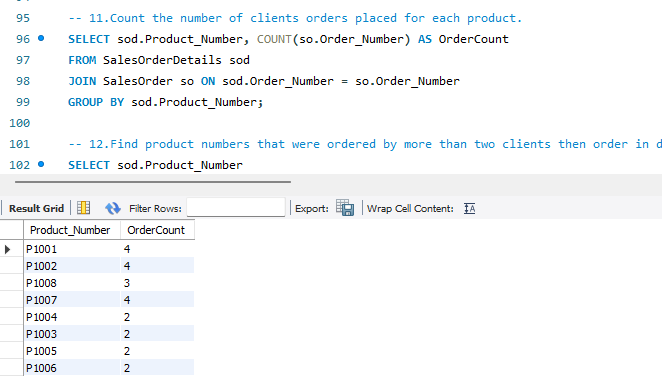 95 -- 11.Count the number of clients orders placed for each product.
96 SELECT sod.Product_Number, COUNT(so.Order_Number) AS OrderCount
97 FROM SalesOrderDetails sod
98 JOIN SalesOrder so ON sod.Order_Number = so.Order_Number
99 GROUP BY sod.Product_Number;
100
101 -- 12.Find product numbers that were ordered by more than two clients then order in d
102 SELECT sod.Product_Number
Result Grid Filter Rows: Export: Wrap Cell Content: IA
Product_Number OrderCount
P1001 4
P1002 4
P1008 3
P1007 4
P1004 2
P1003 2
P1005 2
P1006 2